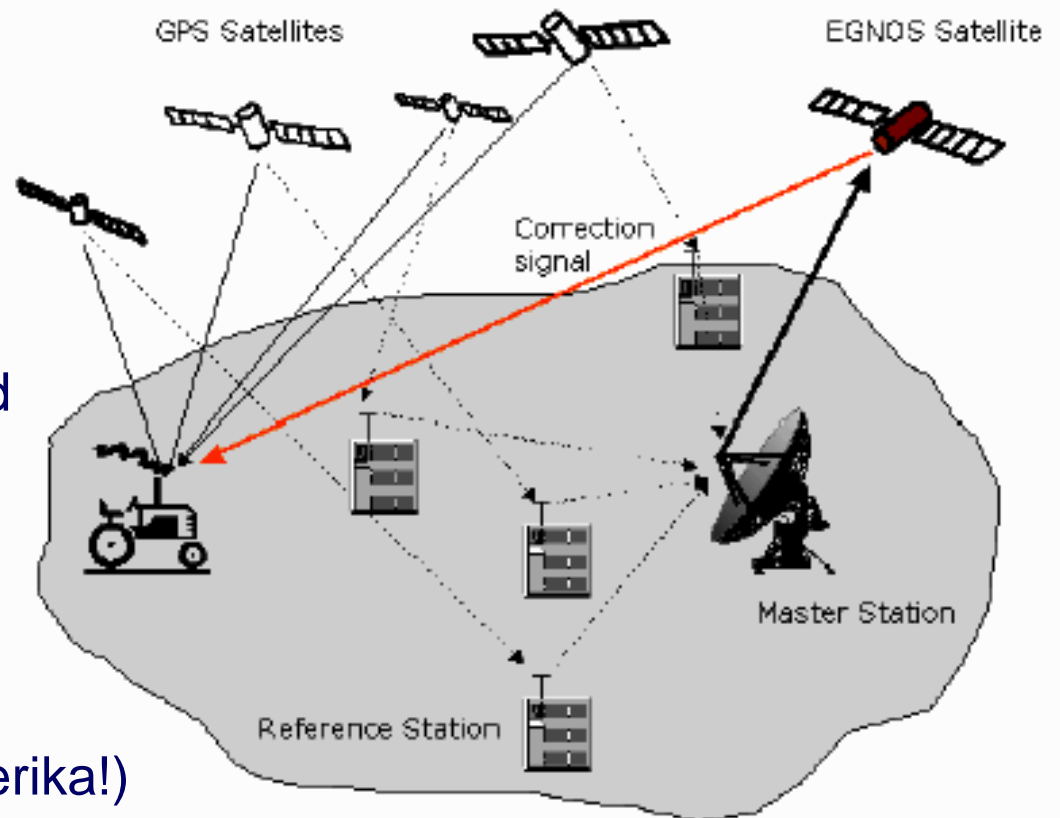 GPS Satellites
EGNOS Satellite
Correction
signal
d
Master Station
Reference Station
erika!)